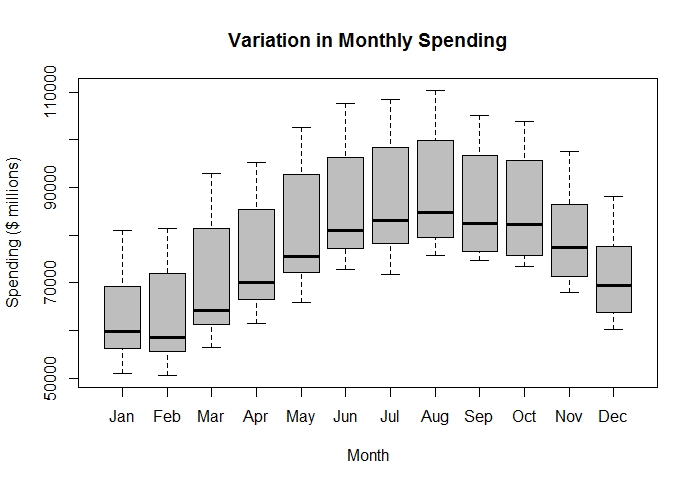 Variation in Monthly Spending
Spending ($ millions)
110000
90000
70000
50000
Jan Feb Mar Apr May Jun Jul Aug Sep Oct Nov Dec
Month